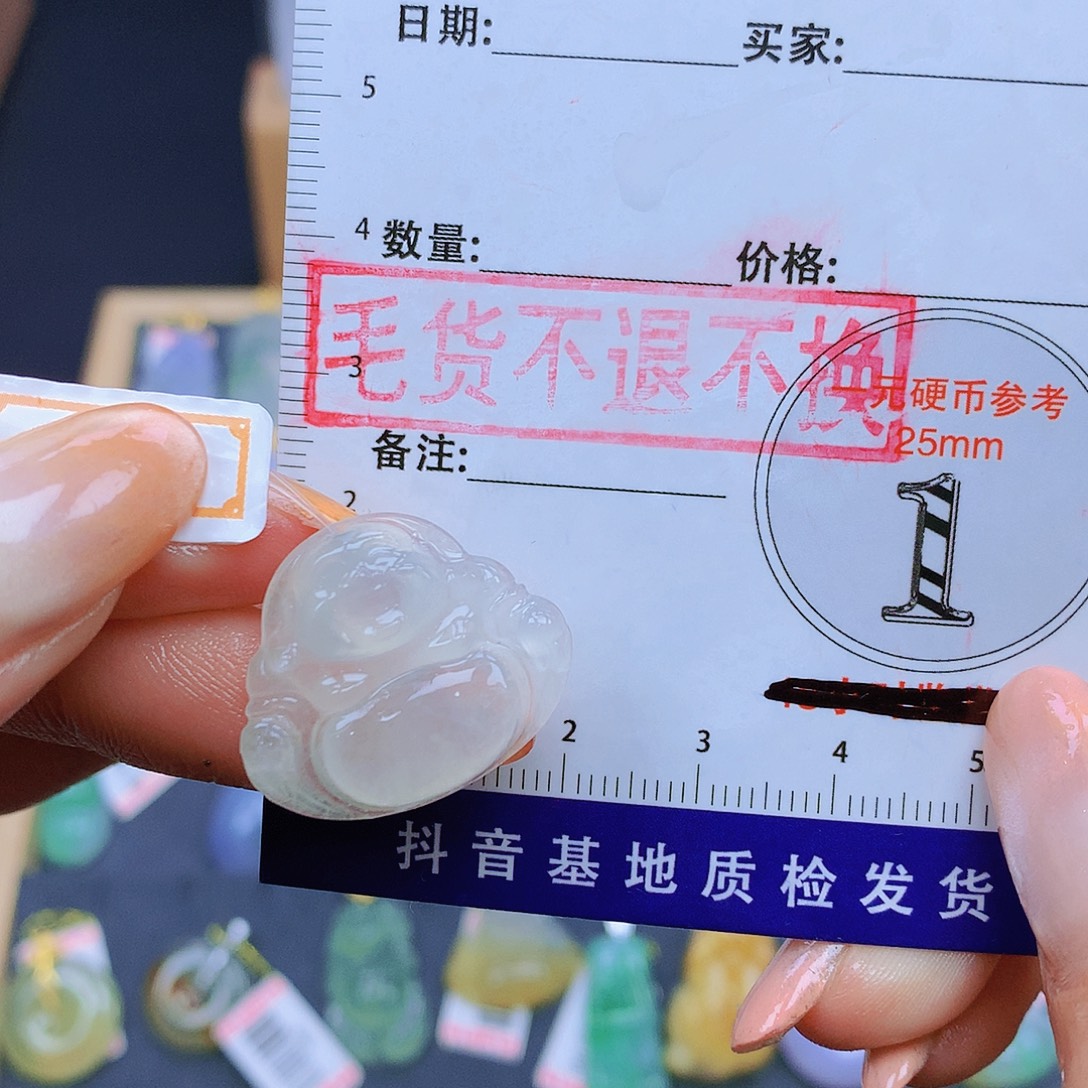 日期: 买家:
5
4 数量: 价格:
毛货不退不换
3
一元硬币参考
25mm
备注:
2
1
2 3 4 5
抖音基地质检发货